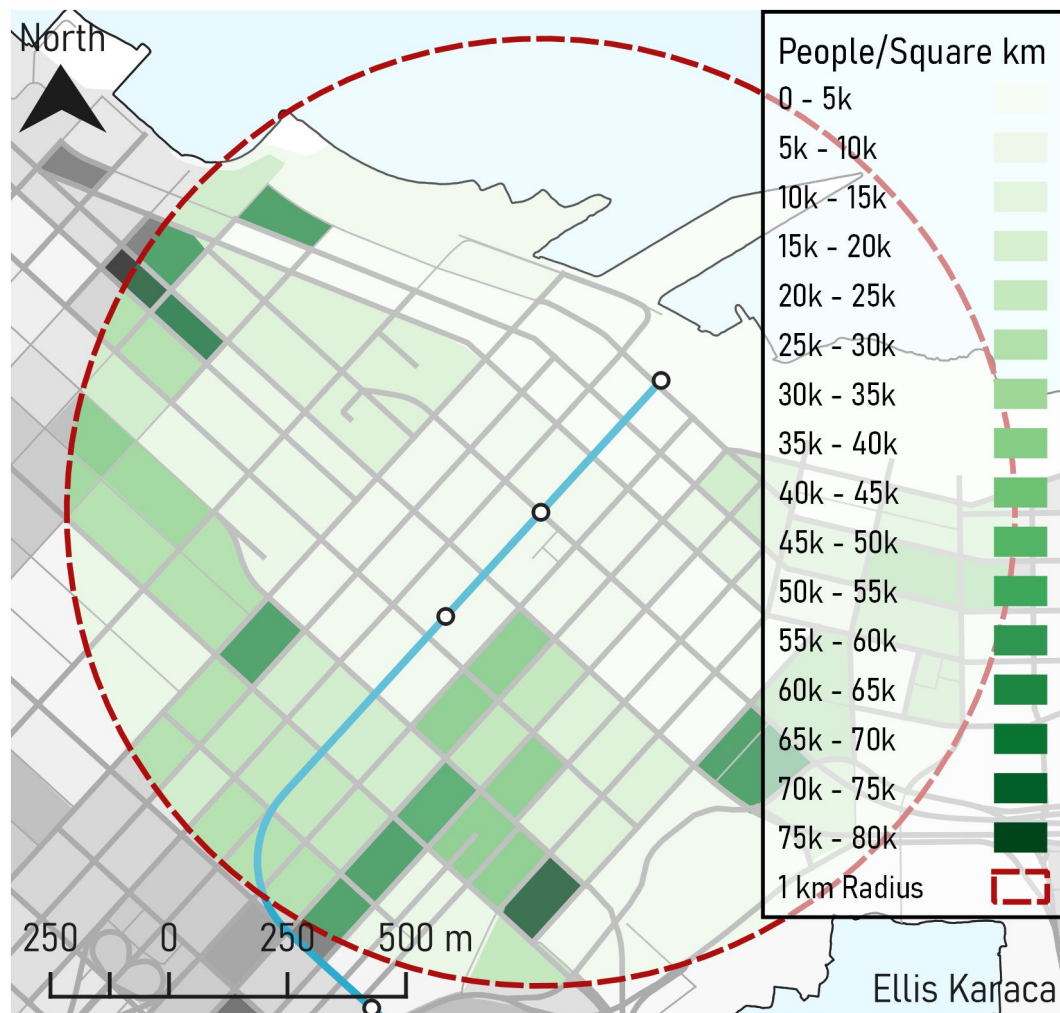 North
People/Square km
0 - 5k
5k - 10k
10k - 15k
15k - 20k
20k - 25k
25k - 30k
30k - 35k
35k - 40k
40k - 45k
45k - 50k
50k - 55k
55k - 60k
60k - 65k
65k - 70k
70k - 75k
75k - 80k
1 km Radius
250 0 250 500 m
Ellis Karaca